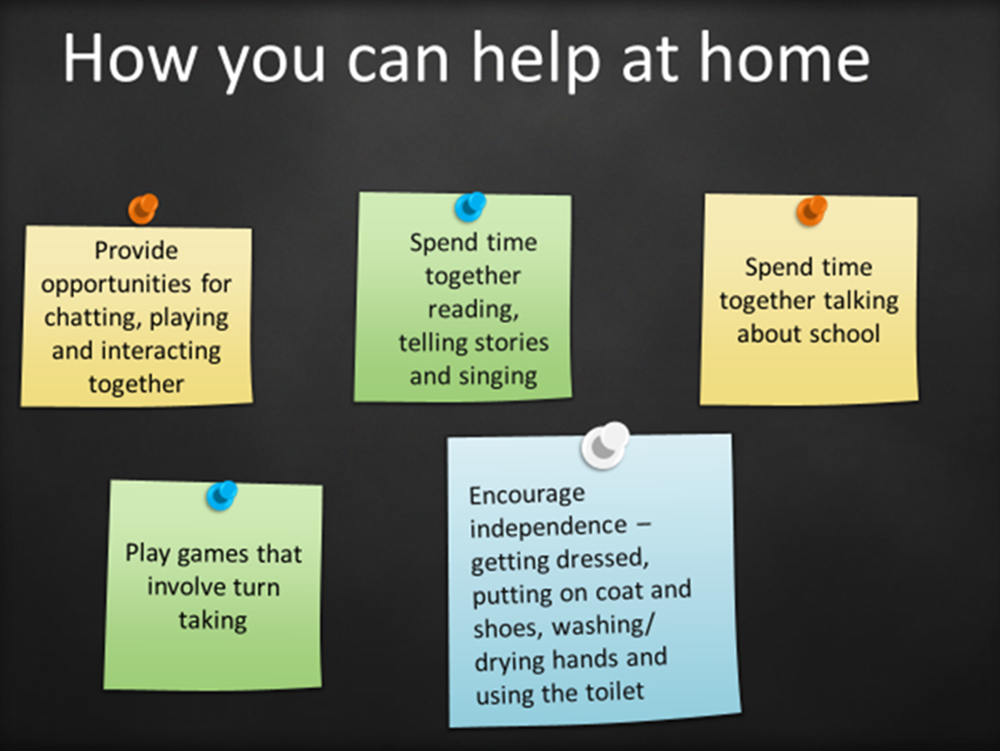 How you can help at home
Provide
opportunities for
chatting, playing
and interacting
together
Spend time
together
reading,
telling stories
and singing
Spend time
together talking
about school
Play games that
involve turn
taking
Encourage
independence –
getting dressed,
putting on coat and
shoes, washing/
drying hands and
using the toilet